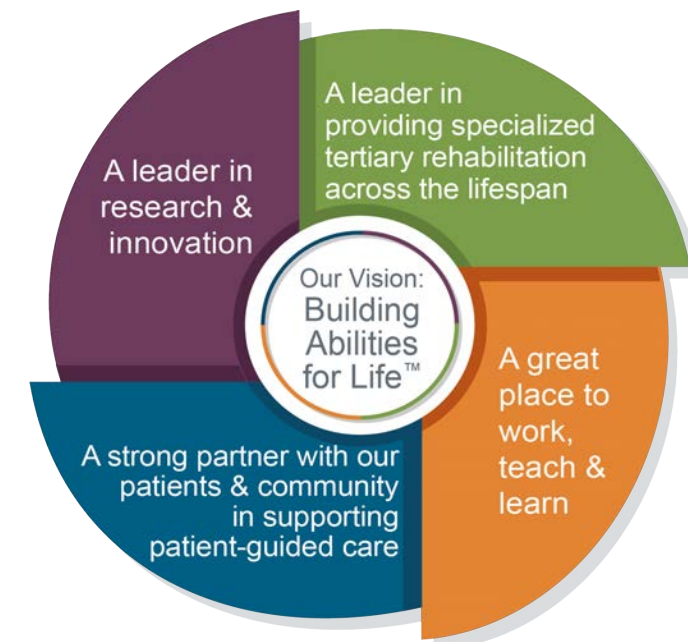 A leader in
providing specialized
tertiary rehabilitation
across the lifespan
A leader in
research &
innovation
Our Vision:
Building
Abilities
for Life™
A great
place to
work,
teach &
learn
A strong partner with our
patients & community
in supporting
patient-guided care